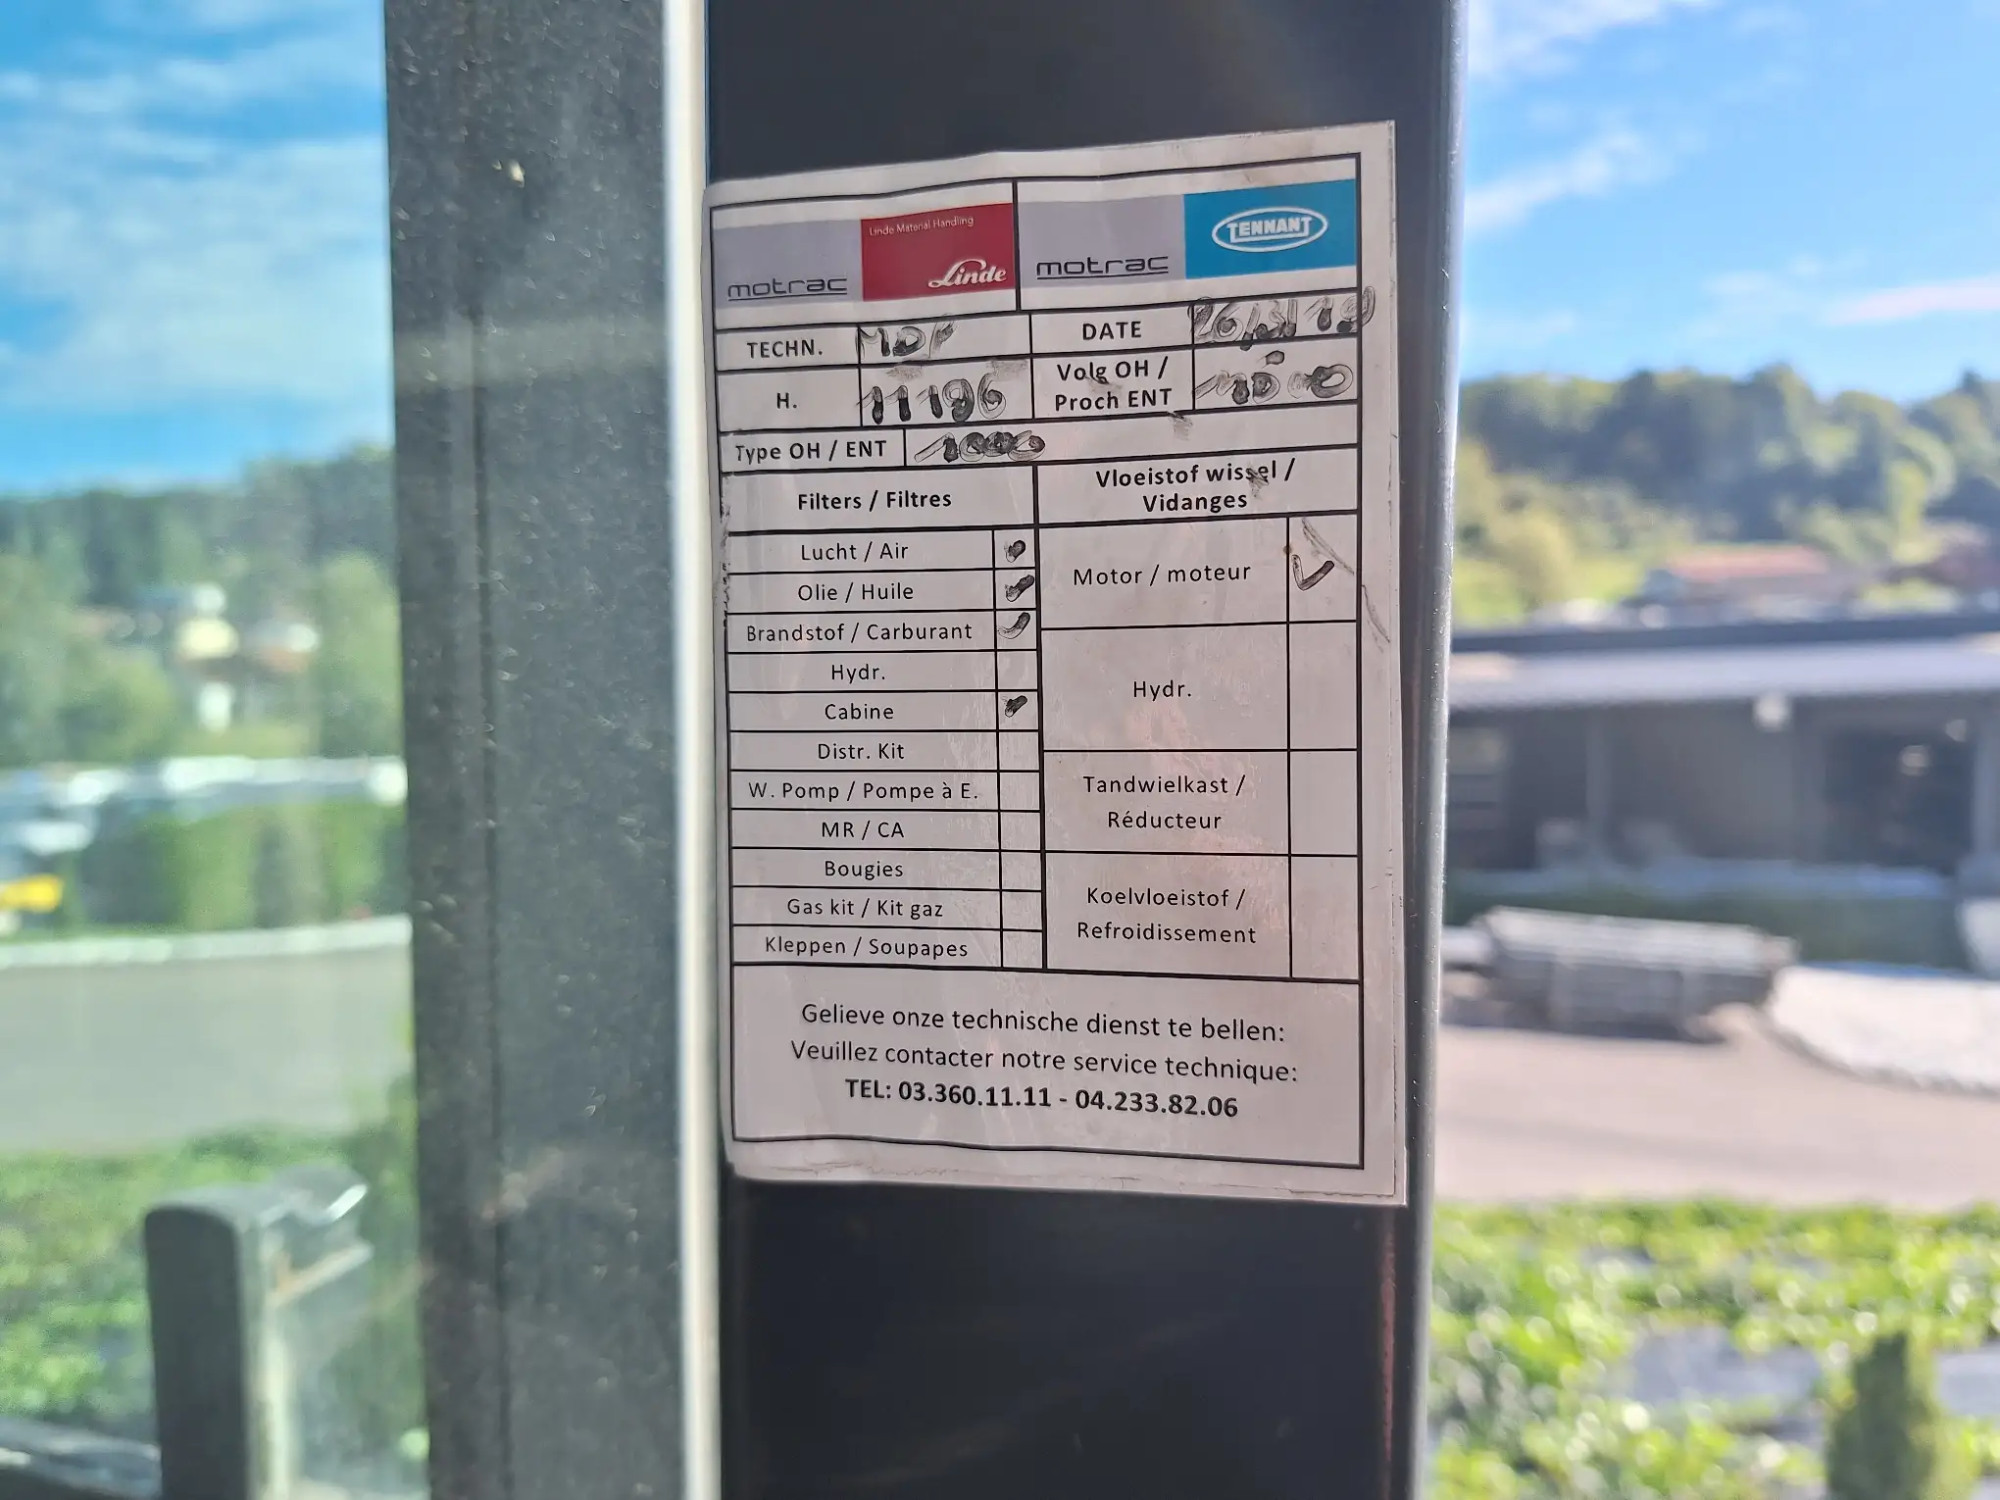 Linde Material Handling
motrac Linde motrac TENNANT
TECHN. DATE
H. 11196 Volg OH / Proch ENT
Type OH / ENT
Filters / Filtres
Vloeistof wissel / Vidanges
Lucht / Air
Olie / Huile
Brandstof / Carburant
Hydr.
Cabine
Distr. Kit
W. Pomp / Pompe à E.
MR / CA
Bougies
Gas kit / Kit gaz
Kleppen / Soupapes
Motor / moteur
Hydr.
Tandwielkast /
Réducteur
Koelvloeistof /
Refroidissement
Gelieve onze technische dienst te bellen:
Veuillez contacter notre service technique:
TEL: 03.360.11.11 - 04.233.82.06